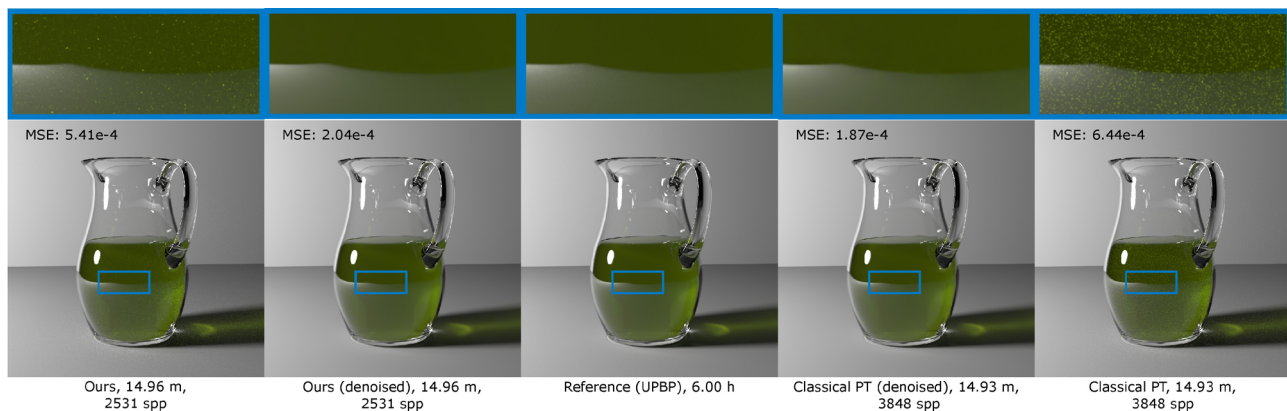 MSE: 5.41e-4
MSE: 2.04e-4
MSE: 1.87e-4
MSE: 6.44e-4
Ours, 14.96 m,
2531 spp
Ours (denoised), 14.96 m,
2531 spp
Reference (UPBP), 6.00 h
Classical PT (denoised), 14.93 m,
3848 spp
Classical PT, 14.93 m,
3848 spp